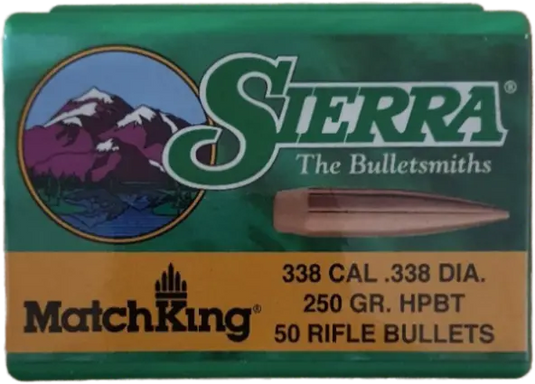 SIERRA®
The Bulletsmiths
MatchKing®
338 CAL .338 DIA.
250 GR. HPBT
50 RIFLE BULLETS